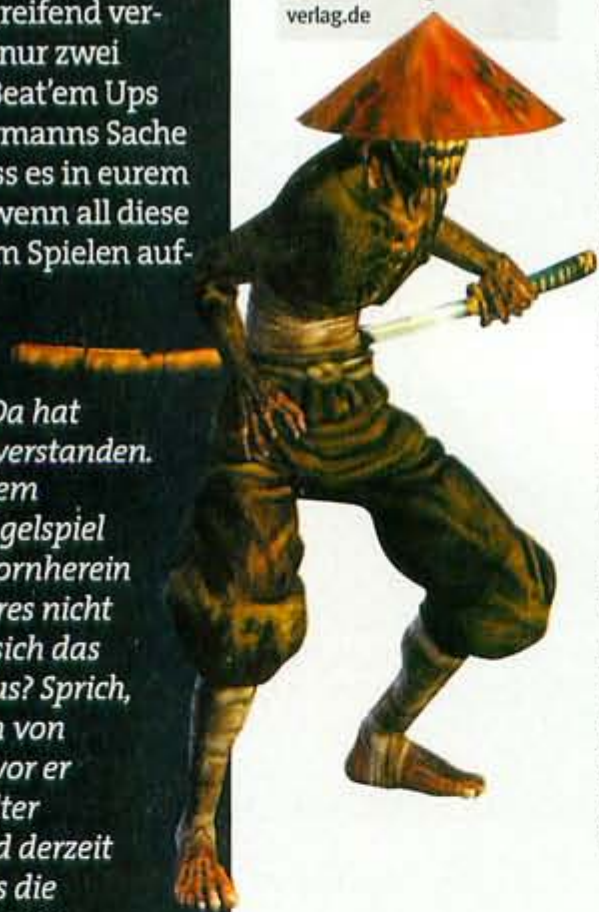 reifend ver-
nur zwei
Beat'em Ups
manns Sache
ss es in eurem
wenn all diese
m Spielen auf-
Da hat
verstanden.
em
gelspiel
ornherein
res nicht
sich das
us? Sprich,
n von
vor er
lter
d derzeit
s die
verlag.de